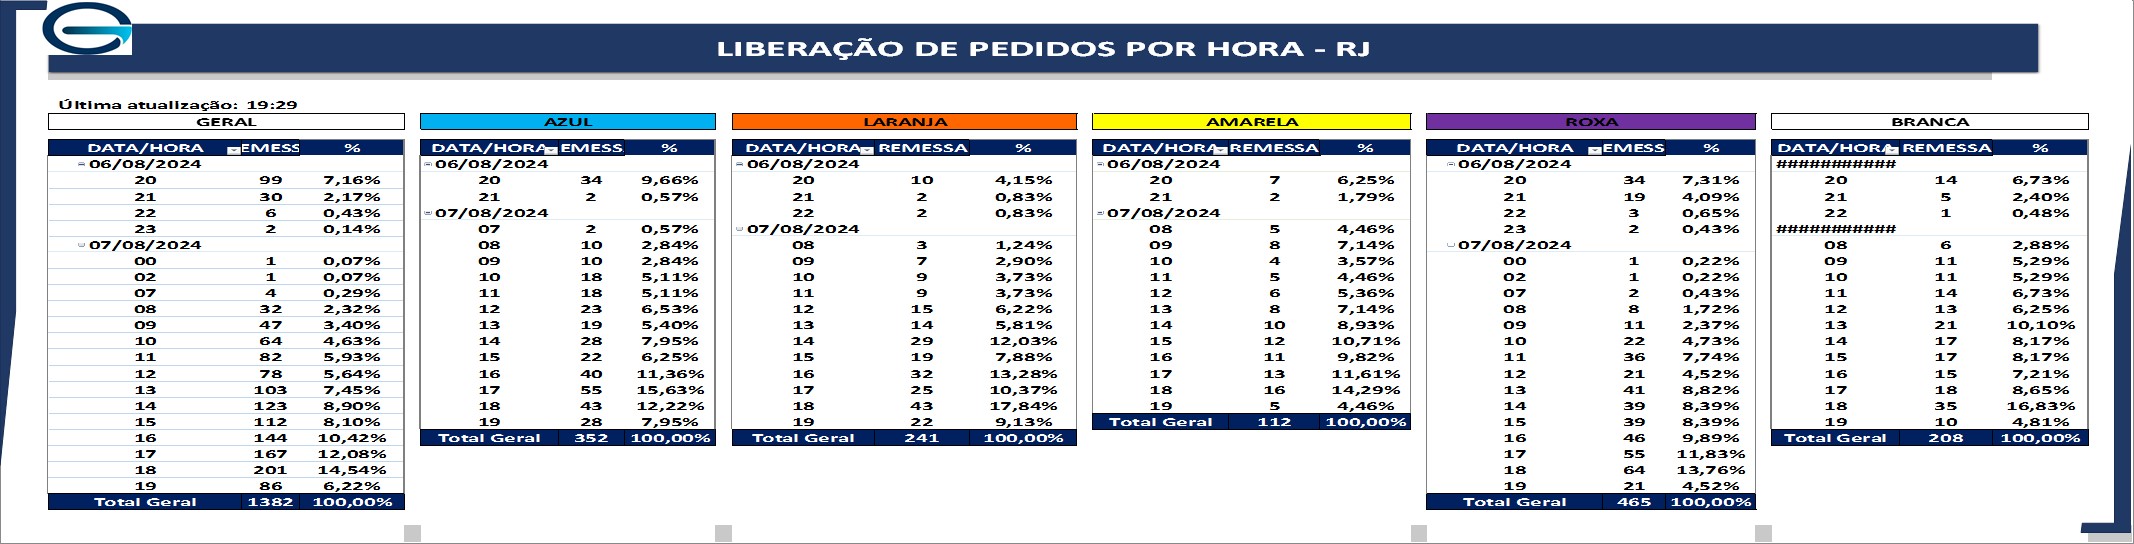 LIBERAÇÃO DE PEDIDOS POR HORA - RJ
Última atualização: 19:29
GERAL
DATA/HORA EMESS %
06/08/2024
20 99 7,16%
21 30 2,17%
22 6 0,43%
23 2 0,14%
07/08/2024
00 1 0,07%
02 1 0,07%
07 4 0,29%
08 32 2,32%
09 47 3,40%
10 64 4,63%
11 82 5,93%
12 78 5,64%
13 103 7,45%
14 123 8,90%
15 112 8,10%
16 144 10,42%
17 167 12,08%
18 201 14,54%
19 86 6,22%
Total Geral 1382 100,00%
AZUL
DATA/HORA EMESS %
06/08/2024
20 34 9,66%
21 2 0,57%
07/08/2024
07 2 0,57%
08 10 2,84%
09 10 2,84%
10 18 5,11%
11 18 5,11%
12 23 6,53%
13 19 5,40%
14 28 7,95%
15 22 6,25%
16 40 11,36%
17 55 15,63%
18 43 12,22%
19 28 7,95%
Total Geral 352 100,00%
LARANJA
DATA/HORA REMESSA %
06/08/2024
20 10 4,15%
21 2 0,83%
22 2 0,83%
07/08/2024
08 3 1,24%
09 7 2,90%
10 9 3,73%
11 9 3,73%
12 15 6,22%
13 14 5,81%
14 29 12,03%
15 19 7,88%
16 32 13,28%
17 25 10,37%
18 43 17,84%
19 22 9,13%
Total Geral 241 100,00%
AMARELA
DATA/HORA REMESSA %
06/08/2024
20 7 6,25%
21 2 1,79%
07/08/2024
08 5 4,46%
09 8 7,14%
10 4 3,57%
11 5 4,46%
12 6 5,36%
13 8 7,14%
14 10 8,93%
15 12 10,71%
16 11 9,82%
17 13 11,61%
18 16 14,29%
19 5 4,46%
Total Geral 112 100,00%
ROXA
DATA/HORA EMESS %
06/08/2024
20 34 7,31%
21 19 4,09%
22 3 0,65%
23 2 0,43%
07/08/2024
00 1 0,22%
02 1 0,22%
07 2 0,43%
08 8 1,72%
09 11 2,37%
10 22 4,73%
11 36 7,74%
12 21 4,52%
13 41 8,82%
14 39 8,39%
15 39 8,39%
16 46 9,89%
17 55 11,83%
18 64 13,76%
19 21 4,52%
Total Geral 465 100,00%
BRANCA
DATA/HORA REMESSA %
###########
20 14 6,73%
21 5 2,40%
22 1 0,48%
###########
08 6 2,88%
09 11 5,29%
10 11 5,29%
11 14 6,73%
12 13 6,25%
13 21 10,10%
14 17 8,17%
15 17 8,17%
16 15 7,21%
17 18 8,65%
18 35 16,83%
19 10 4,81%
Total Geral 208 100,00%